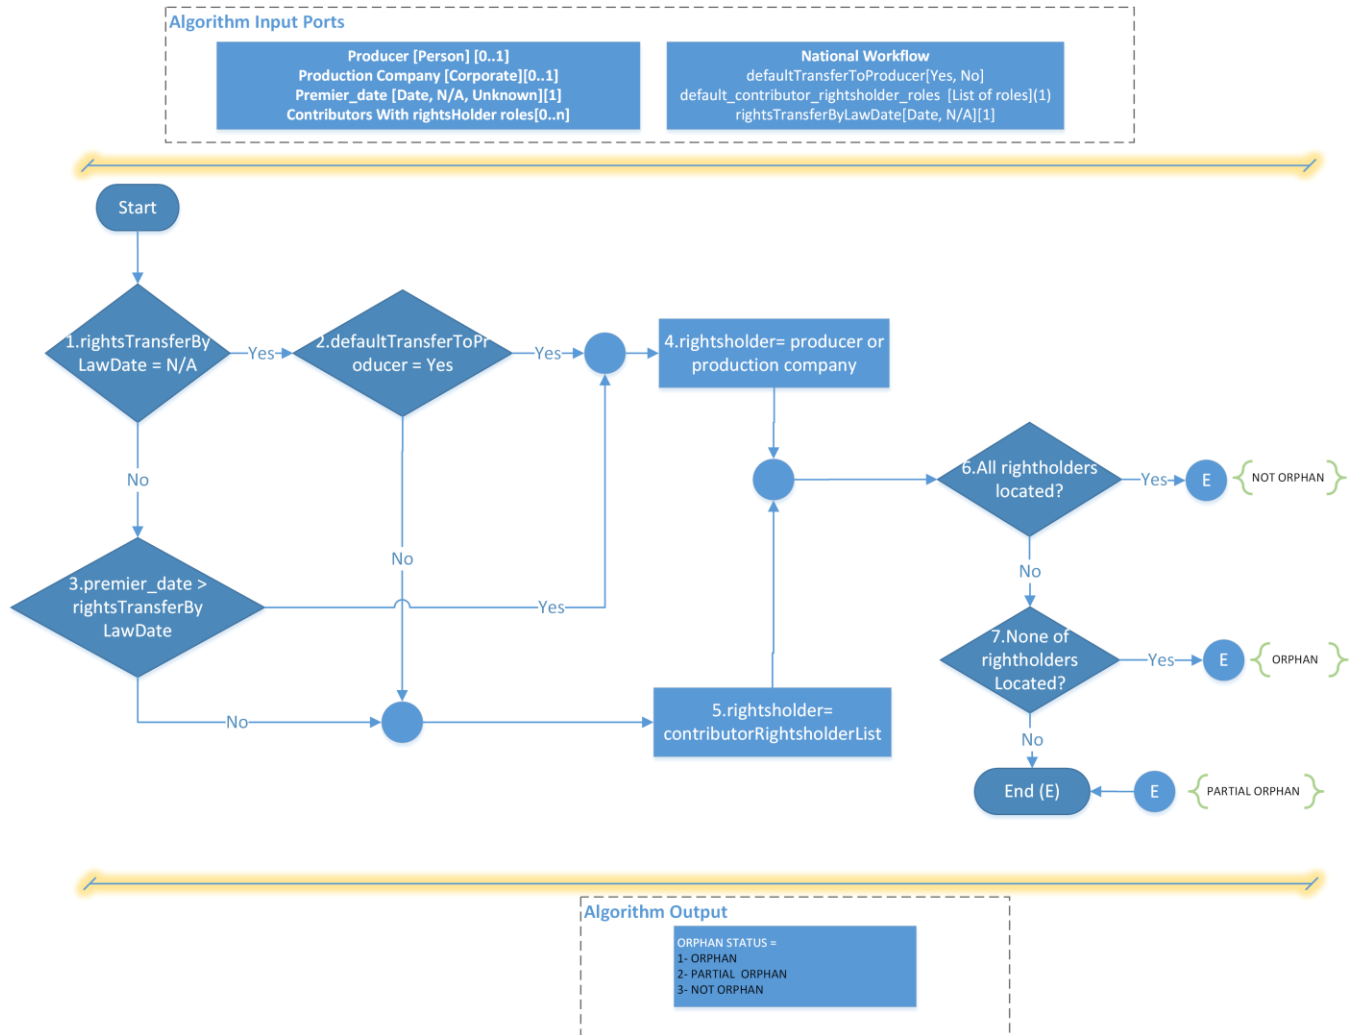 Algorithm Input Ports
Producer [Person] [0..1]
Production Company [Corporate][0..1]
Premier_date [Date, N/A, Unknown][1]
Contributors With rightsHolder roles[0..n]
National Workflow
defaultTransferToProducer[Yes, No]
default_contributor_rightsholder_roles [List of roles](1)
rightsTransferByLawDate[Date, N/A][1]
Start
1.rightsTransferBy
LawDate = N/A
Yes
2.defaultTransferToPr
oducer = Yes
Yes
4.rightsholder= producer or
production company
No
No
3.premier_date >
rightsTransferBy
LawDate
Yes
No
5.rightsholder=
contributorRightsholderList
6.All rightholders
located?
Yes
E
NOT ORPHAN
No
7.None of
rightholders
Located?
Yes
E
ORPHAN
No
End (E)
E
PARTIAL ORPHAN
Algorithm Output
ORPHAN STATUS =
1- ORPHAN
2- PARTIAL ORPHAN
3- NOT ORPHAN